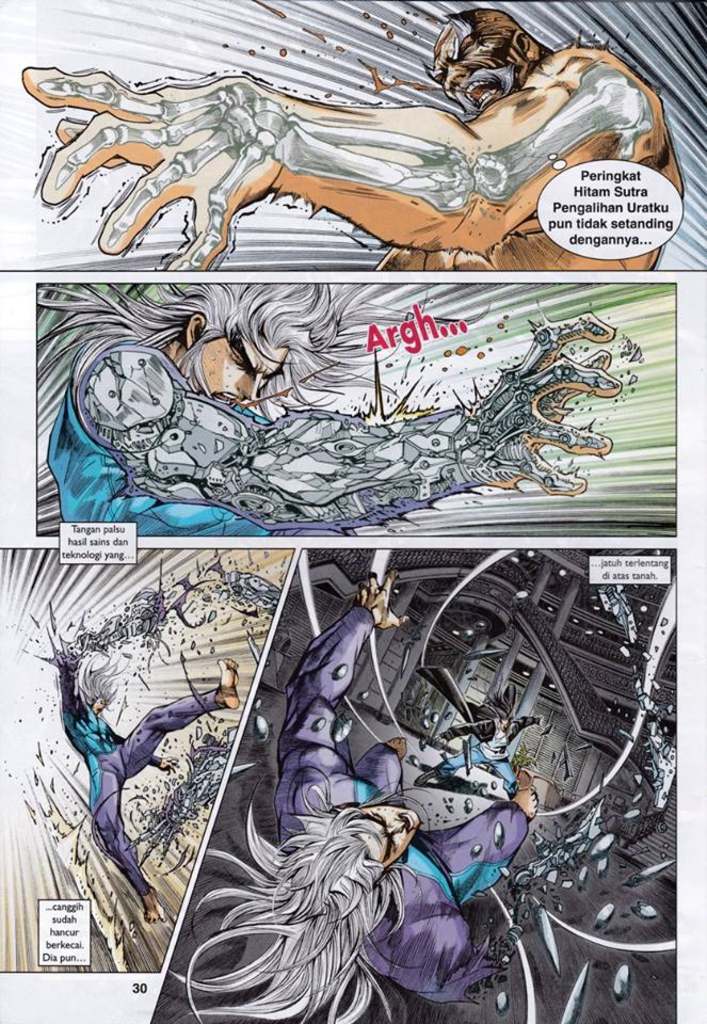 Peringkat
Hitam Sutra
Pengalihan Uratku
pun tidak setanding
dengannya...
Argh...
Tangan palsu
hasil sains dan
teknologi yang...
...canggih
sudah
hancur
berkecai.
Dia pun...
...jatuh terlentang
di atas tanah.
30